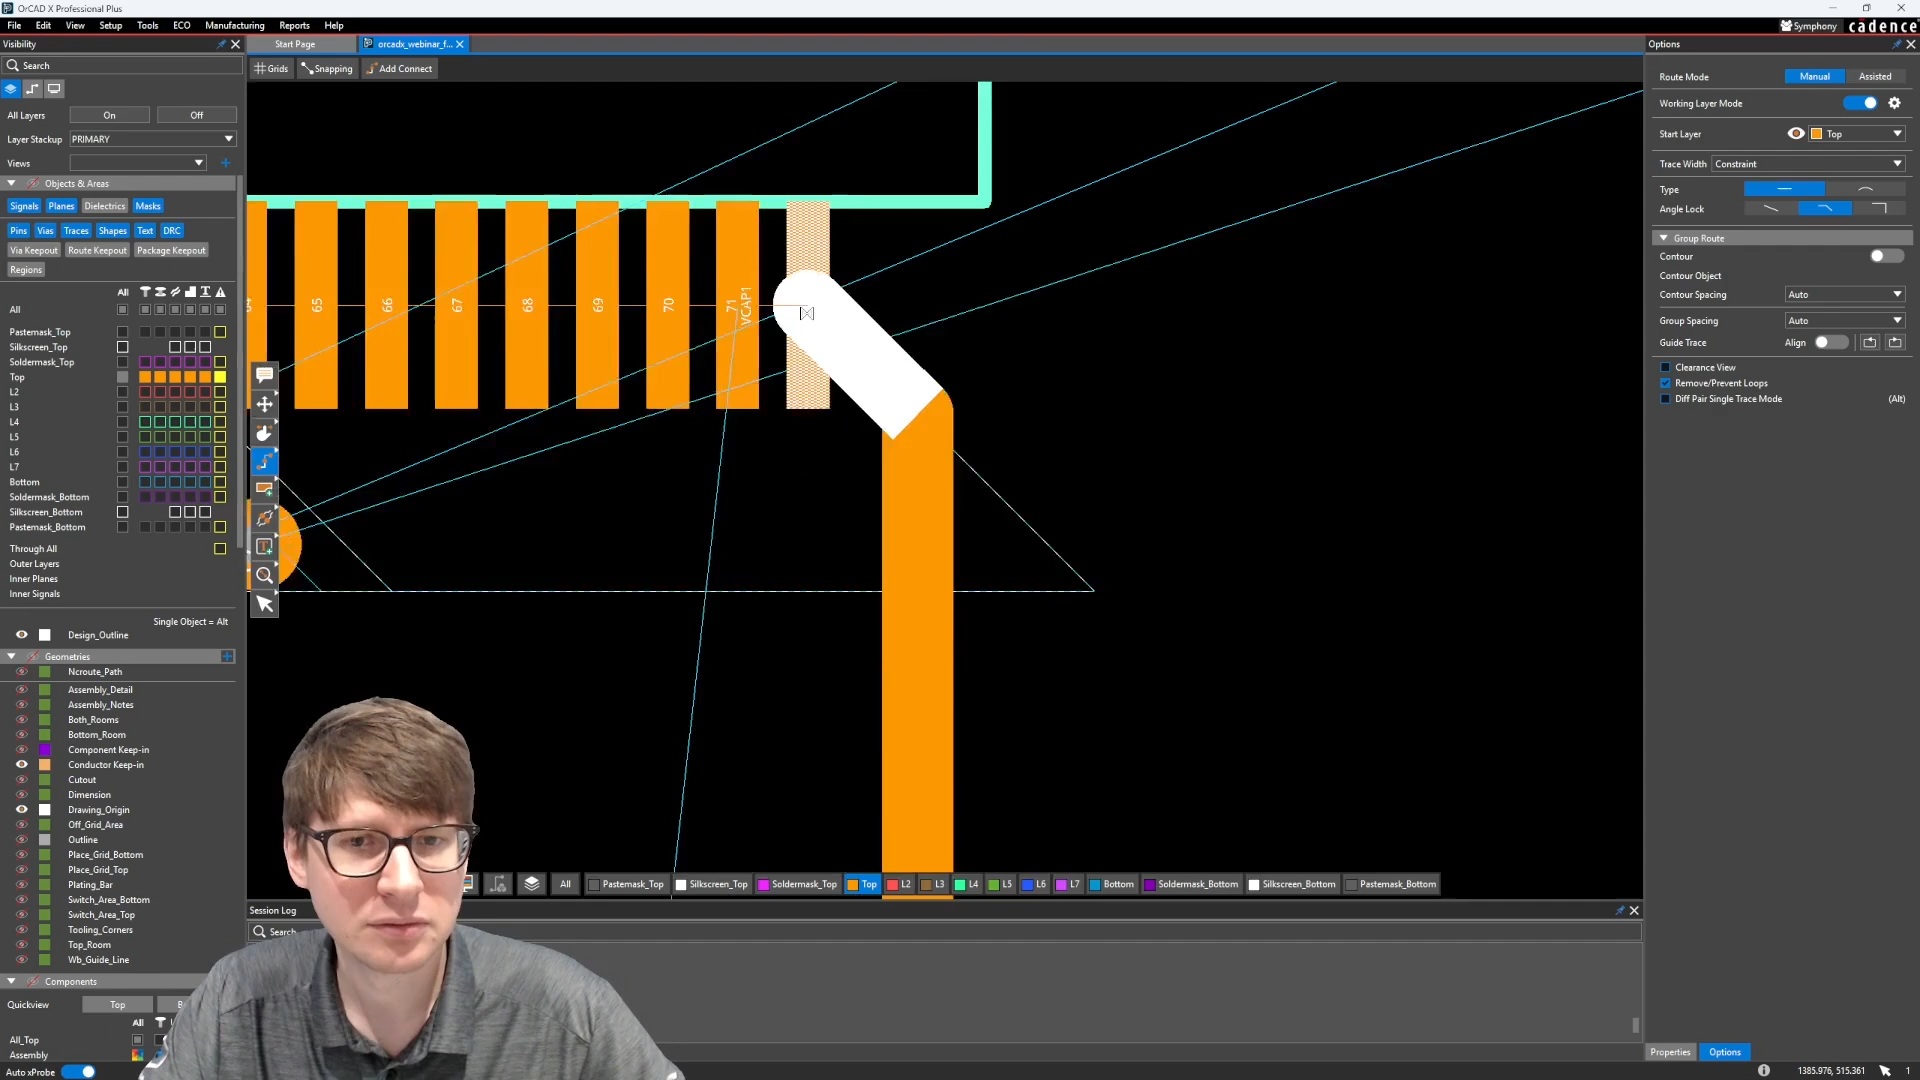 OrCAD X Professional Plus
File Edit View Setup Tools ECO Manufacturing Reports Help
Symphony cādence
Visibility
Start Page
orcadx_webinar_f...
Options
Search
Grids Snapping Add Connect
Route Mode Manual Assisted
Working Layer Mode
All Layers On Off
Start Layer Top
Layer Stackup PRIMARY
Views
Trace Width Constraint
Objects & Areas
Type
Signals Planes Dielectrics Masks
Angle Lock
Pins Vias Traces Shapes Text DRC
Group Route
Via Keepout Route Keepout Package Keepout
Contour
Regions
Contour Object
All
Contour Spacing Auto
All
Group Spacing Auto
65 66 67 68 69 70 71 VCAP1
Pastemask_Top
Guide Trace Align
Silkscreen_Top
Soldermask_Top
Clearance View
Top
Remove/Prevent Loops
L2
Diff Pair Single Trace Mode (Alt)
L3
L4
L5
L6
L7
Bottom
Soldermask_Bottom
Silkscreen_Bottom
Pastemask_Bottom
Through All
Outer Layers
Inner Planes
Inner Signals
Single Object = Alt
Design_Outline
Geometries
Ncroute_Path
Assembly_Detail
Assembly_Notes
Both_Rooms
Bottom_Room
Component Keep-in
Conductor Keep-in
Cutout
Dimension
Drawing_Origin
Off_Grid_Area
Outline
Place_Grid_Bottom
Place_Grid_Top
Plating_Bar
Switch_Area_Bottom
Switch_Area_Top
Tooling_Corners
Top_Room
Wb_Guide_Line
All Pastemask_Top Silkscreen_Top Soldermask_Top Top L2 L3 L4 L5 L6 L7 Bottom Soldermask_Bottom Silkscreen_Bottom Pastemask_Bottom
Session Log
Search
Components
Quickview Top
All
All_Top
Assembly
Properties Options
Auto xProbe
1385.976, 515.361 1